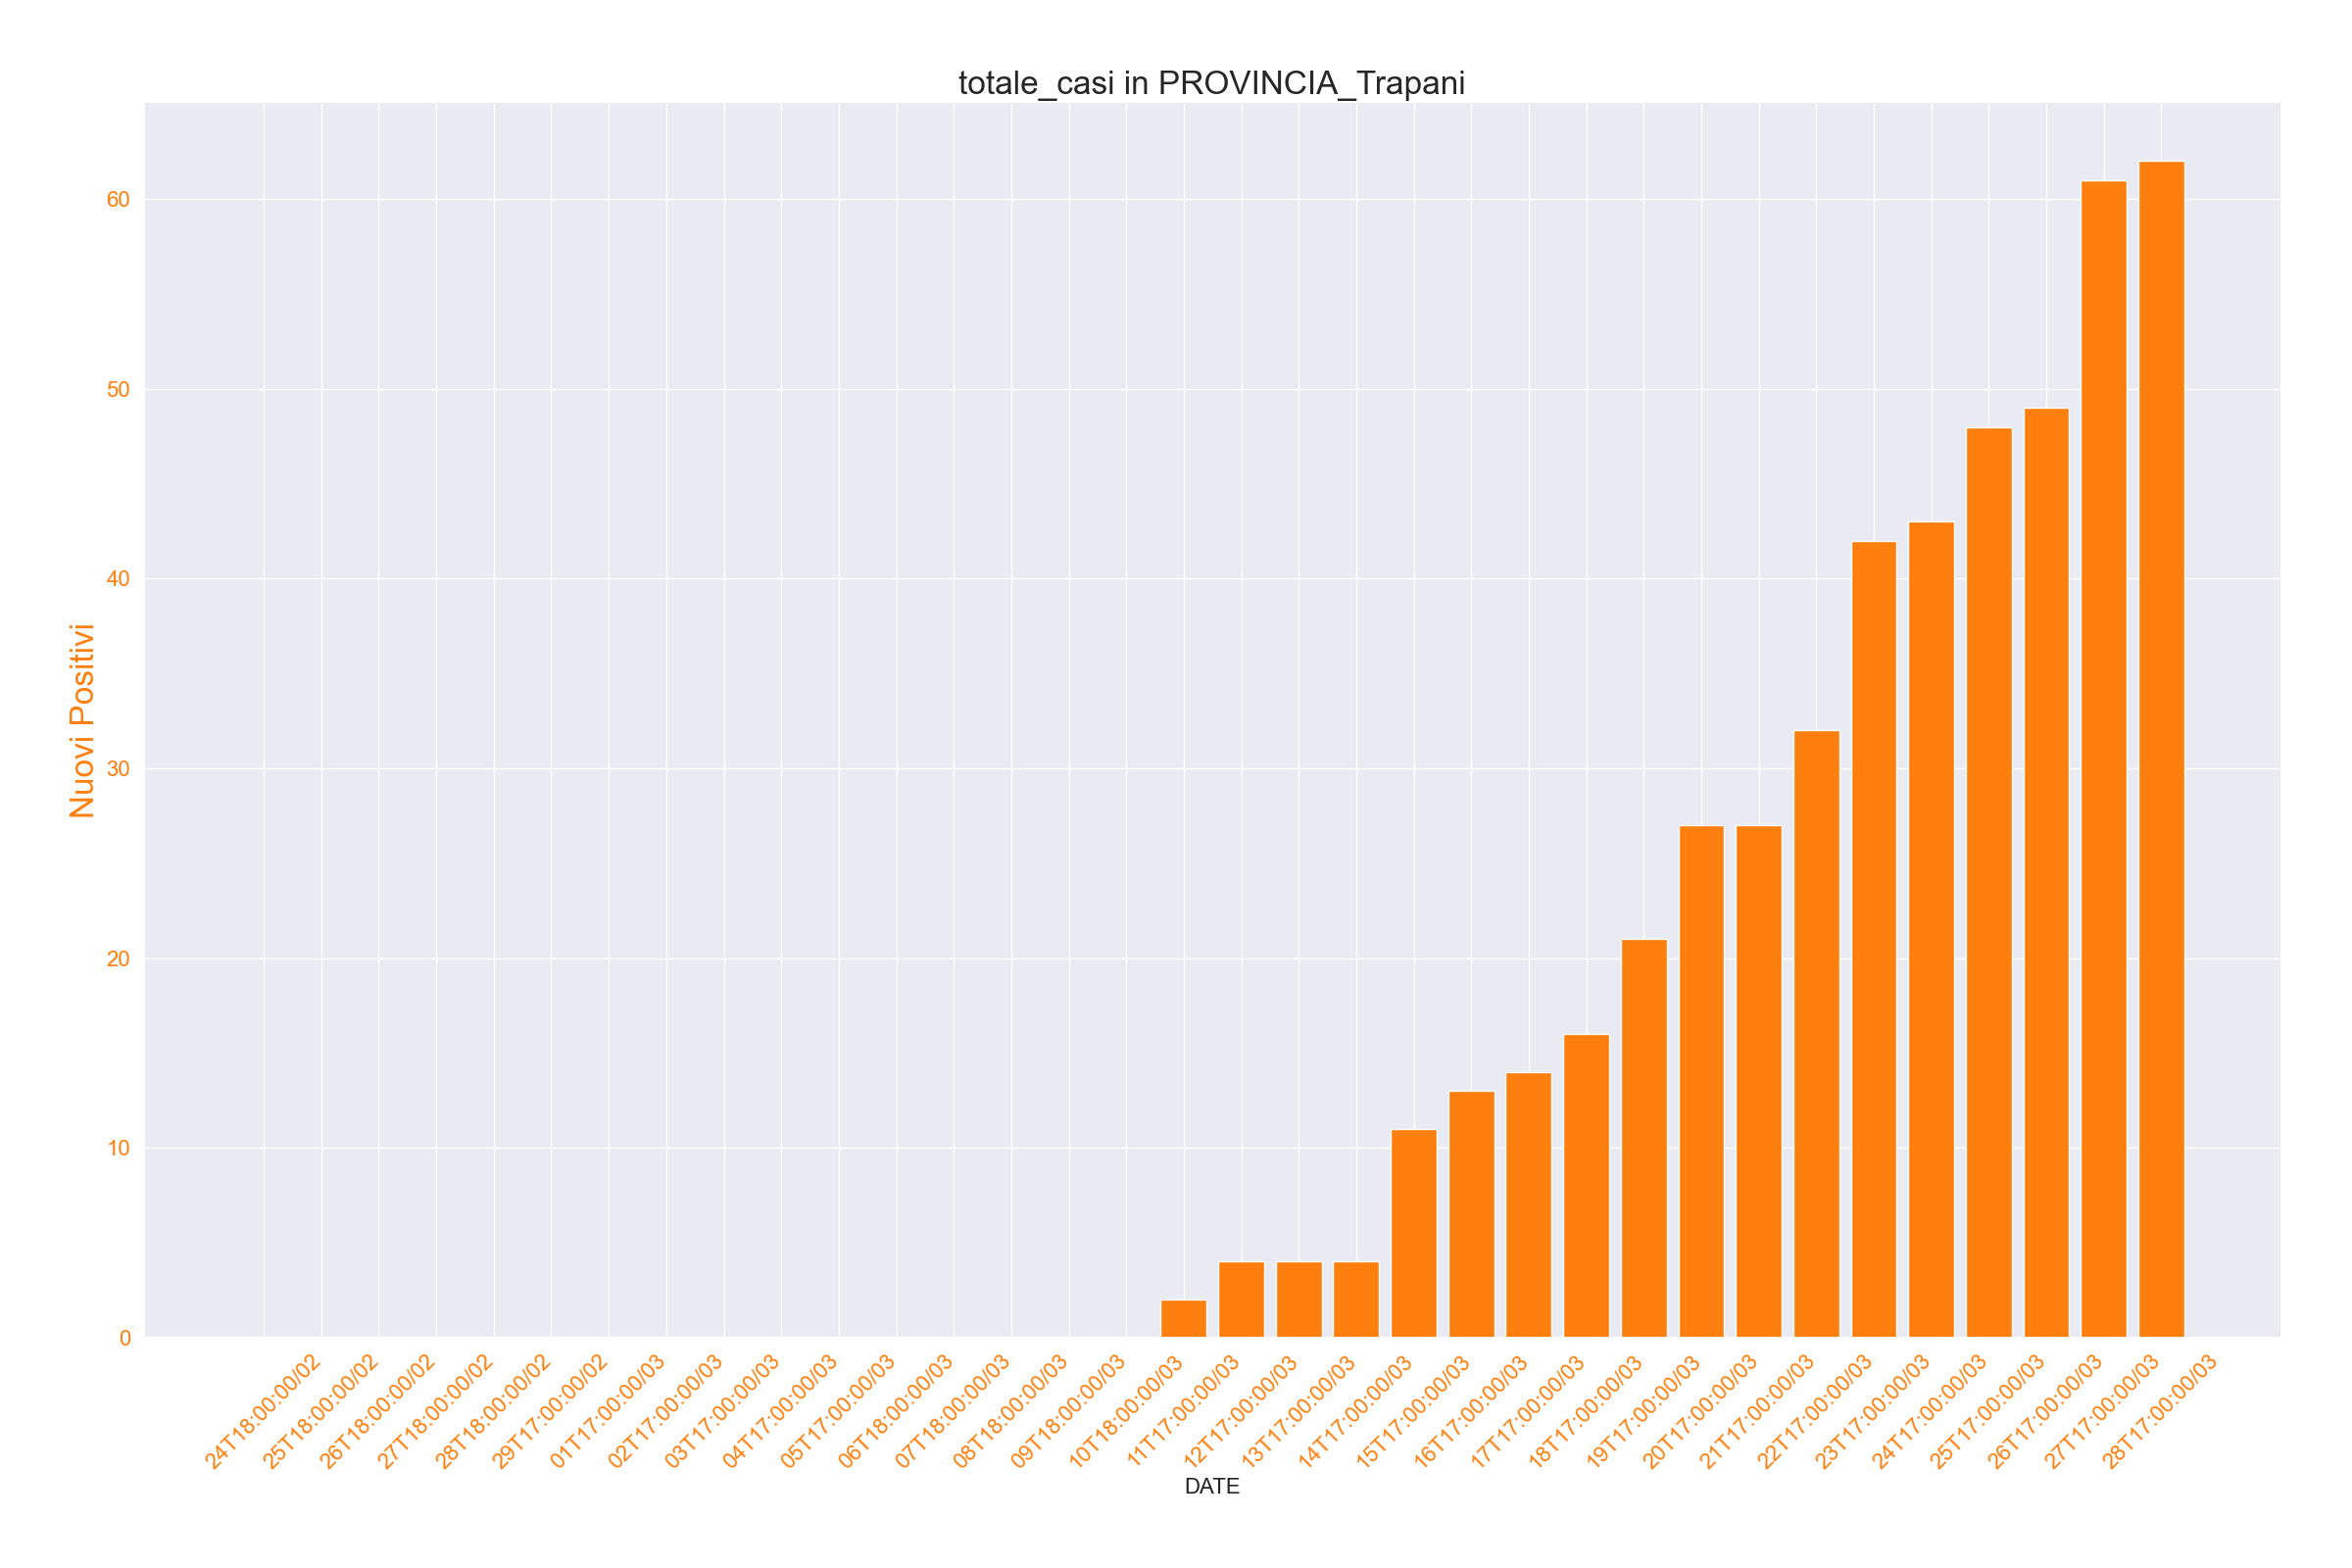 totale_casi in PROVINCIA_Trapani
Nuovi Positivi
60
50
40
30
20
10
0
24T18:00:00/02
25T18:00:00/02
26T18:00:00/02
27T18:00:00/02
28T18:00:00/02
29T17:00:00/02
01T17:00:00/03
02T17:00:00/03
03T17:00:00/03
04T17:00:00/03
05T17:00:00/03
06T18:00:00/03
07T18:00:00/03
08T18:00:00/03
09T18:00:00/03
10T18:00:00/03
11T17:00:00/03
12T17:00:00/03
13T17:00:00/03
14T17:00:00/03
15T17:00:00/03
16T17:00:00/03
17T17:00:00/03
18T17:00:00/03
19T17:00:00/03
20T17:00:00/03
21T17:00:00/03
22T17:00:00/03
23T17:00:00/03
24T17:00:00/03
25T17:00:00/03
26T17:00:00/03
27T17:00:00/03
28T17:00:00/03
DATE